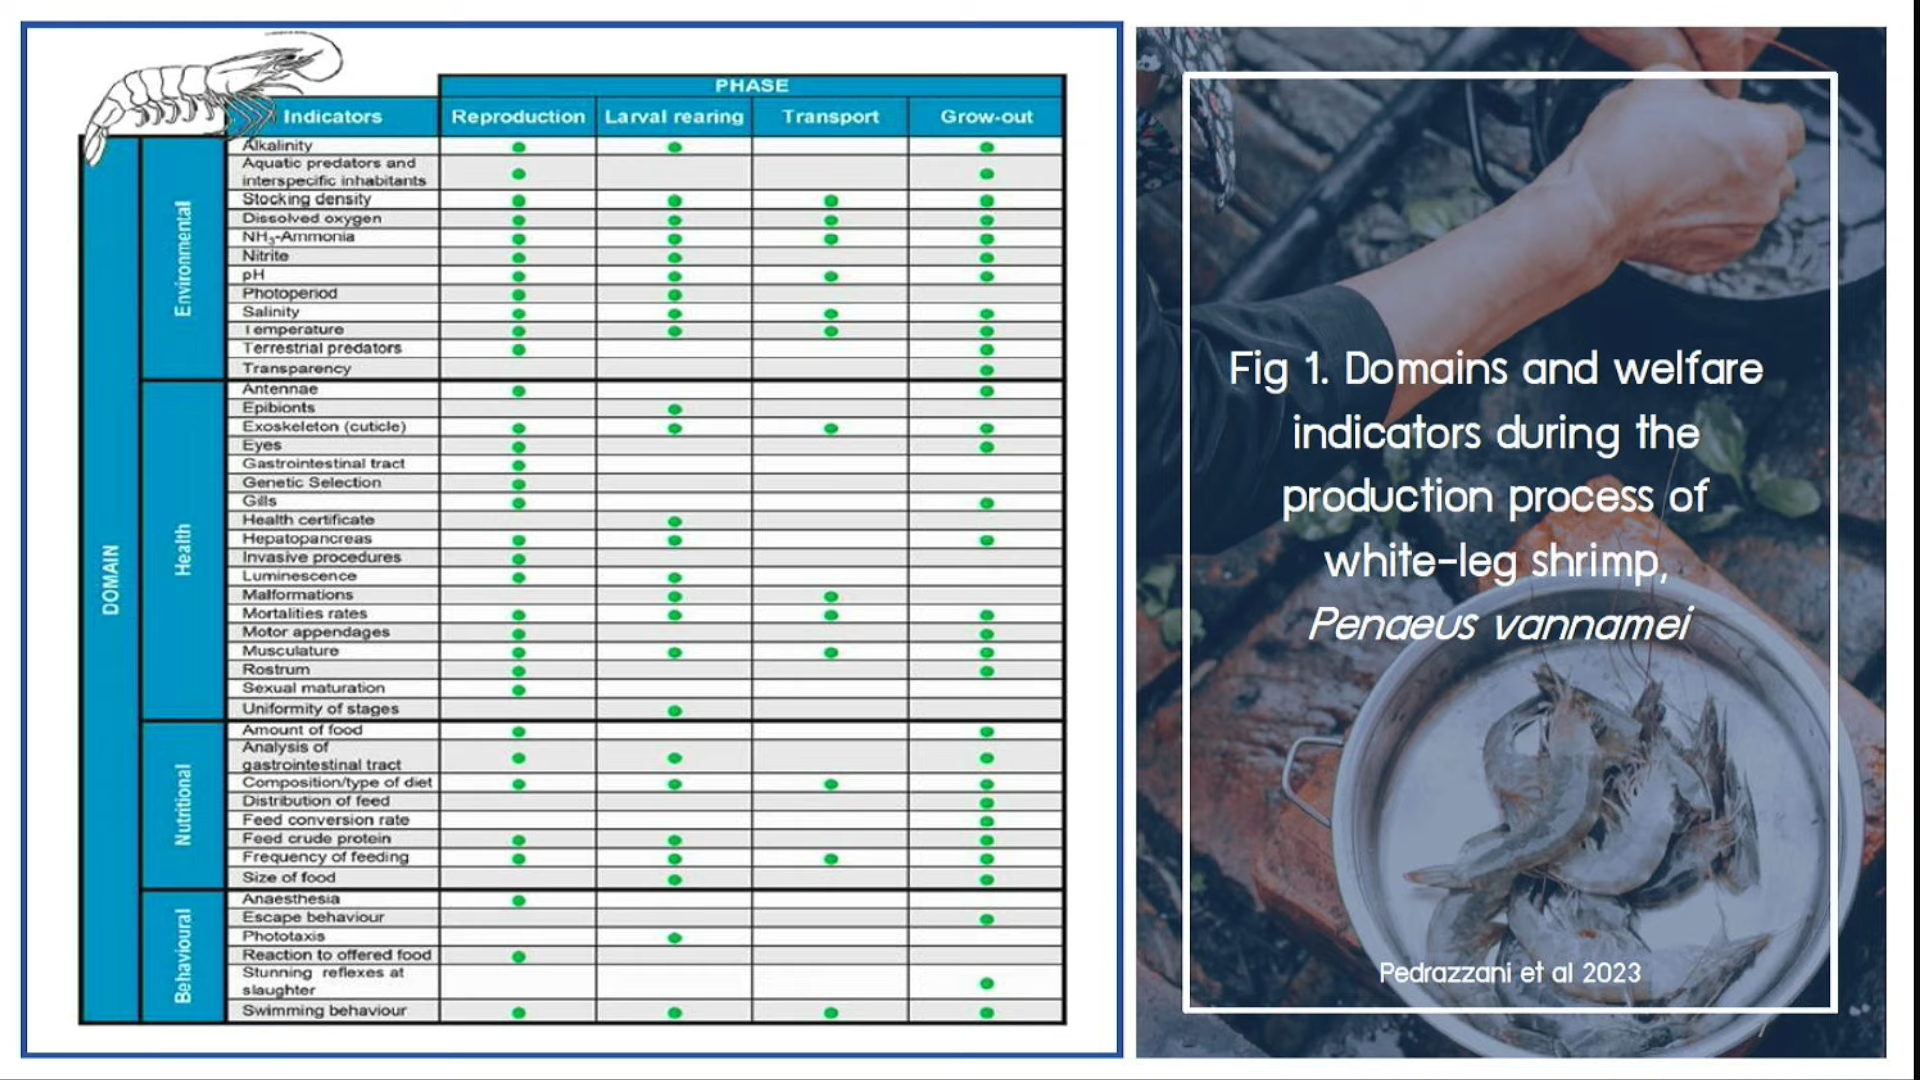 PHASE
Indicators Reproduction Larval rearing Transport Grow-out
DOMAIN
Environmental
Alkalinity
Aquatic predators and
interspecific inhabitants
Stocking density
Dissolved oxygen
NH₃-Ammonia
Nitrite
pH
Photoperiod
Salinity
Temperature
Terrestrial predators
Transparency
Health
Antennae
Epibionts
Exoskeleton (cuticle)
Eyes
Gastrointestinal tract
Genetic Selection
Gills
Health certificate
Hepatopancreas
Invasive procedures
Luminescence
Malformations
Mortalities rates
Motor appendages
Musculature
Rostrum
Sexual maturation
Uniformity of stages
Nutritional
Amount of food
Analysis of
gastrointestinal tract
Composition/type of diet
Distribution of feed
Feed conversion rate
Feed crude protein
Frequency of feeding
Size of food
Behavioural
Anaesthesia
Escape behaviour
Phototaxis
Reaction to offered food
Stunning reflexes at
slaughter
Swimming behaviour
Fig 1. Domains and welfare
indicators during the
production process of
white-leg shrimp,
Penaeus vannamei
Pedrazzani et al 2023